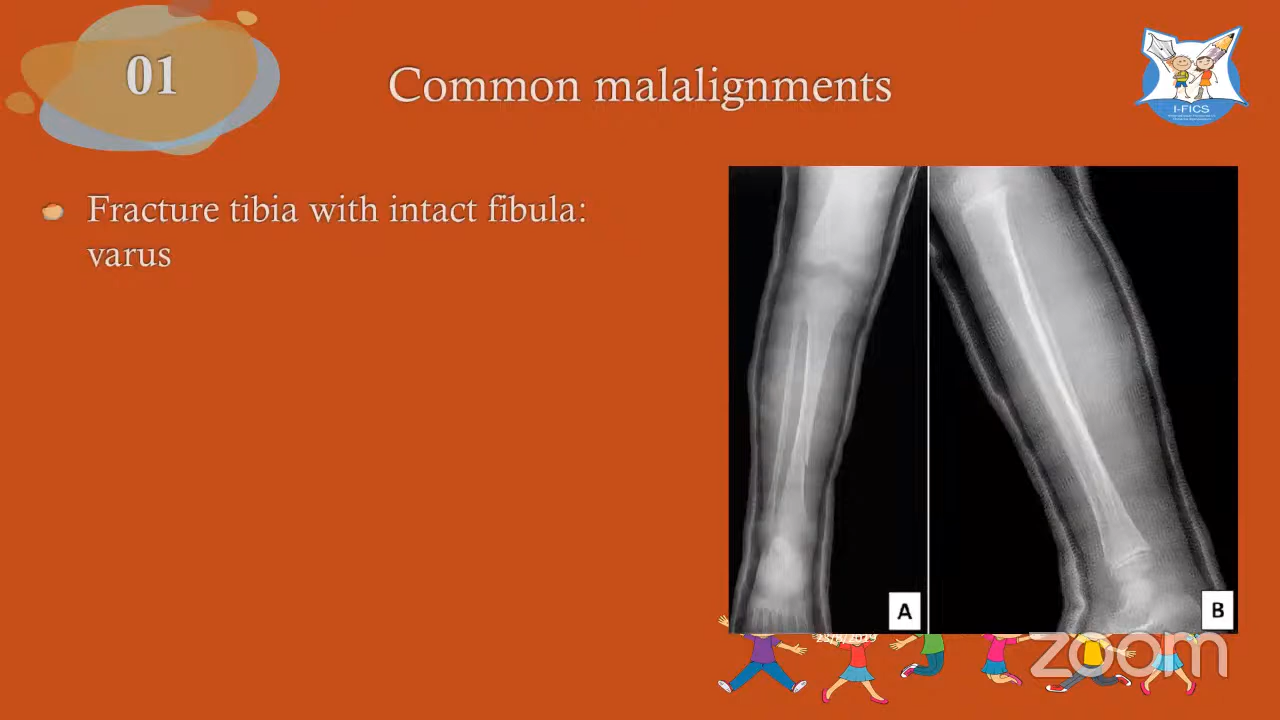 01
Common malalignments
I-FICS
Fracture tibia with intact fibula:
varus
A
B
zoom